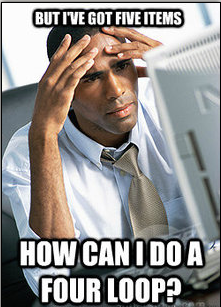 BUT I'VE GOT FIVE ITEMS
HOW CAN I DO A
FOUR LOOP?